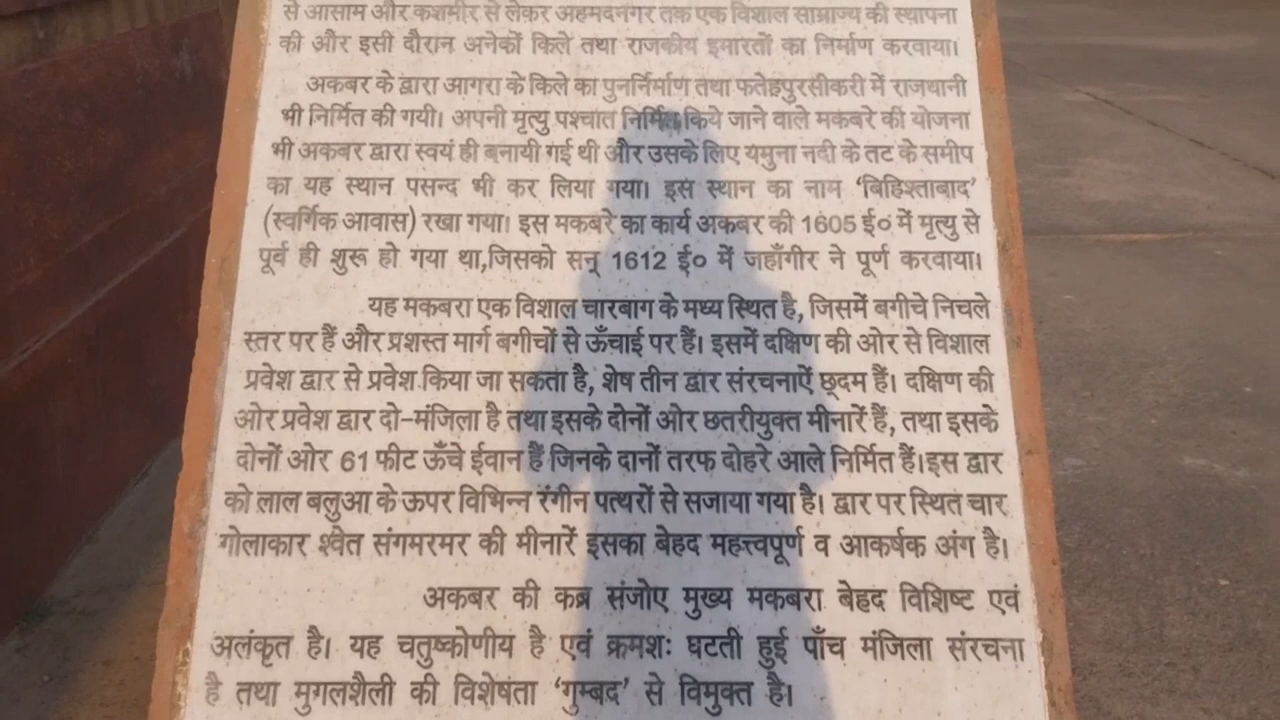 से आसाम और कशमीर से लेकर अहमदनगर तक एक विशाल साम्राज्य की स्थापना
की और इसी दौरान अनेकों किले तथा राजकीय इमारतों का निर्माण करवाया।
अकबर के द्वारा आगरा के किले का पुनर्निर्माण तथा फतेहपुरसीकरी में राजधानी
भी निर्मित की गयी। अपनी मृत्यु पश्चात निर्मित किये जाने वाले मकबरे की योजना
भी अकबर द्वारा स्वयं ही बनायी गई थी और उसके लिए यमुना नदी के तट के समीप
का यह स्थान पसन्द भी कर लिया गया। इस स्थान का नाम ‘बिहिश्ताबाद’
(स्वर्गिक आवास) रखा गया। इस मकबरे का कार्य अकबर की 1605 ई० में मृत्यु से
पूर्व ही शुरू हो गया था,जिसको सन् 1612 ई० में जहाँगीर ने पूर्ण करवाया।
यह मकबरा एक विशाल चारबाग के मध्य स्थित है, जिसमें बगीचे निचले
स्तर पर हैं और प्रशस्त मार्ग बगीचों से ऊँचाई पर हैं। इसमें दक्षिण की ओर से विशाल
प्रवेश द्वार से प्रवेश किया जा सकता है, शेष तीन द्वार संरचनाऐं छ्दम हैं। दक्षिण की
ओर प्रवेश द्वार दो-मंजिला है तथा इसके दोनों ओर छतरीयुक्त मीनारें हैं, तथा इसके
दोनों ओर 61 फीट ऊँचे ईवान हैं जिनके दानों तरफ दोहरे आले निर्मित हैं।इस द्वार
को लाल बलुआ के ऊपर विभिन्न रंगीन पत्थरों से सजाया गया है। द्वार पर स्थित चार
गोलाकार श्वेत संगमरमर की मीनारें इसका बेहद महत्त्वपूर्ण व आकर्षक अंग है।
अकबर की कब्र संजोए मुख्य मकबरा बेहद विशिष्ट एवं
अलंकृत है। यह चतुष्कोणीय है एवं क्रमशः घटती हुई पाँच मंजिला संरचना
है तथा मुगलशैली की विशेषता ‘गुम्बद’ से विमुक्त है।